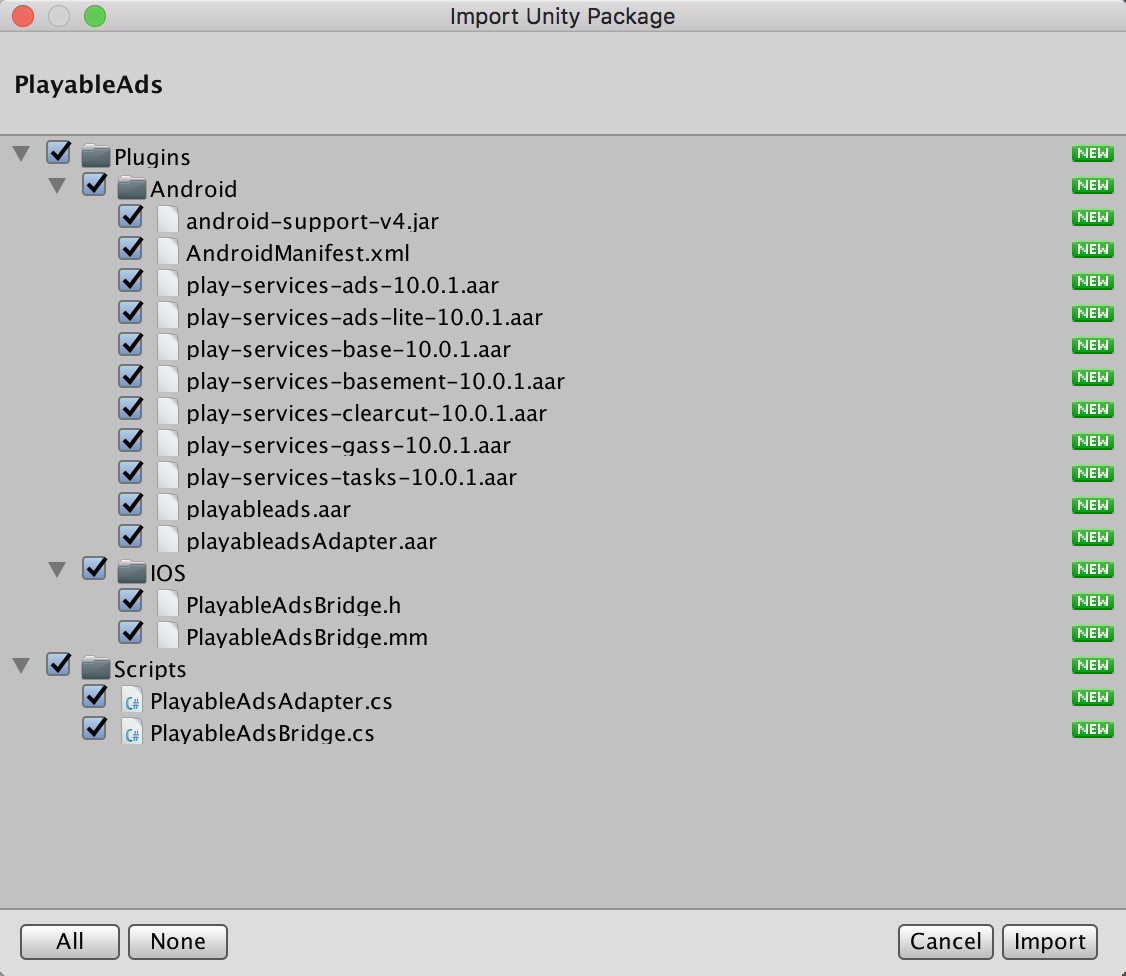 Import Unity Package
PlayableAds
Plugins NEW
Android NEW
android-support-v4.jar NEW
AndroidManifest.xml NEW
play-services-ads-10.0.1.aar NEW
play-services-ads-lite-10.0.1.aar NEW
play-services-base-10.0.1.aar NEW
play-services-basement-10.0.1.aar NEW
play-services-clearcut-10.0.1.aar NEW
play-services-gass-10.0.1.aar NEW
play-services-tasks-10.0.1.aar NEW
playableads.aar NEW
playableadsAdapter.aar NEW
IOS NEW
PlayableAdsBridge.h NEW
PlayableAdsBridge.mm NEW
Scripts NEW
C# PlayableAdsAdapter.cs NEW
C# PlayableAdsBridge.cs NEW
All None Cancel Import